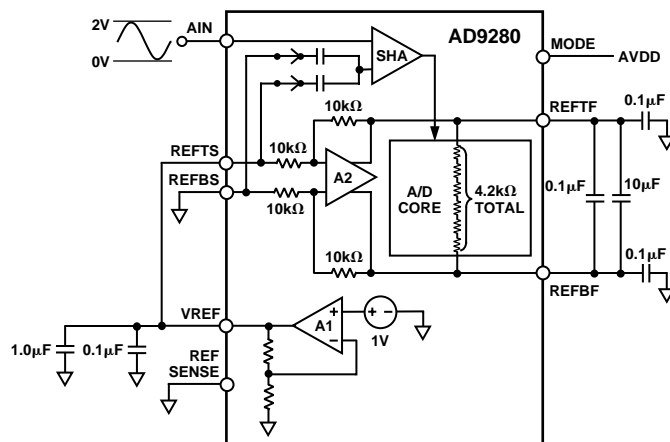 2V
0V
AIN
AD9280
SHA
MODE
AVDD
REFTF
0.1µF
10kΩ
REFTS
10kΩ
REFBS
10kΩ
A2
A/D
CORE
4.2kΩ
TOTAL
0.1µF
10µF
10kΩ
0.1µF
REFBF
VREF
A1
+
−
+ −
1V
1.0µF
0.1µF
REF
SENSE